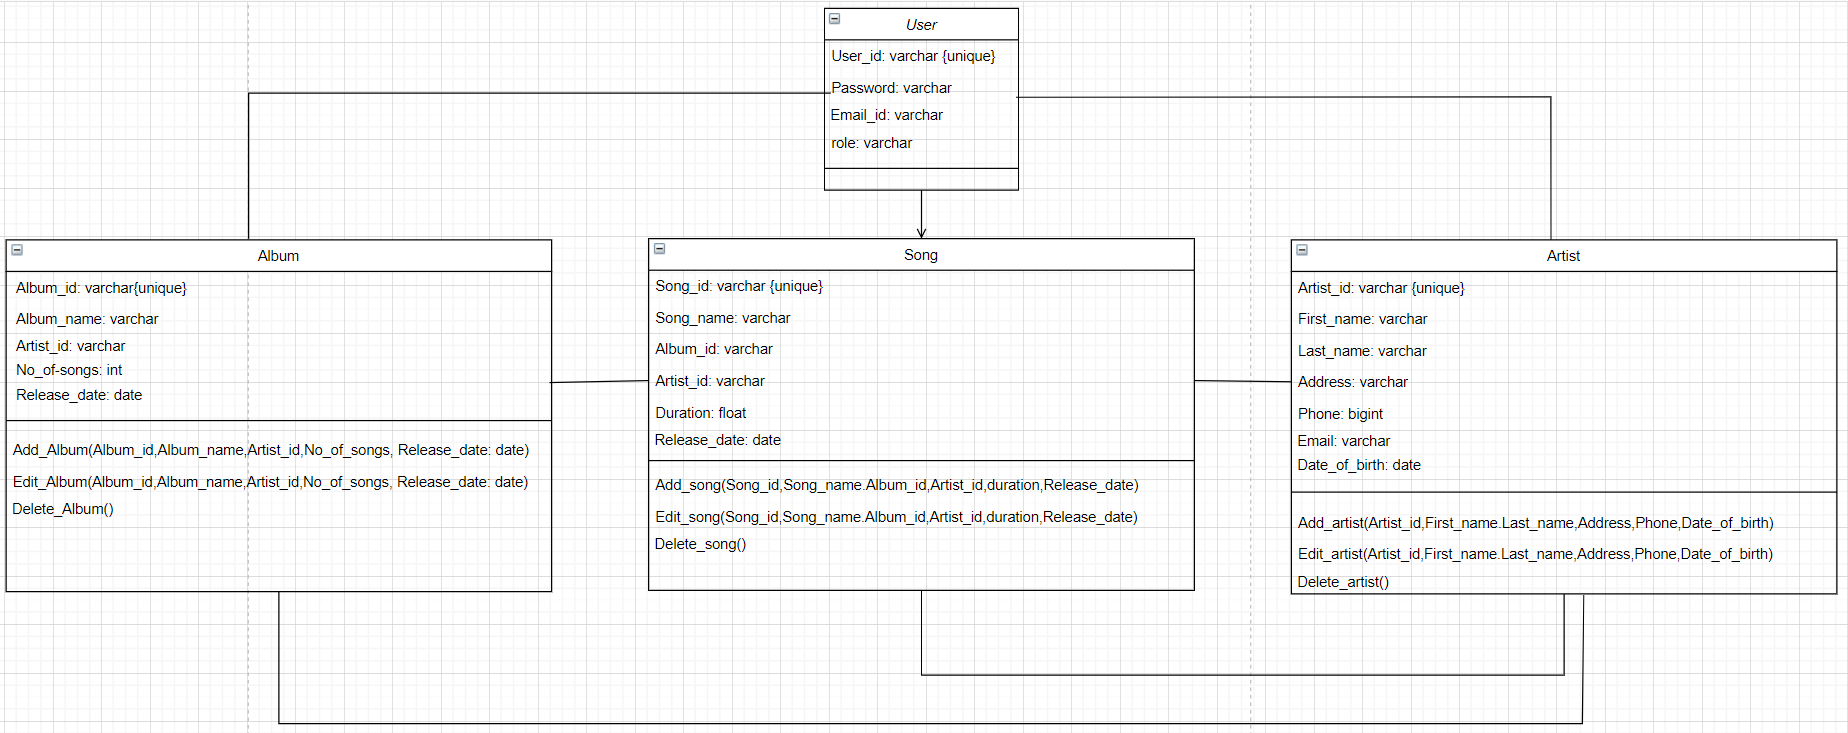 User
User_id: varchar {unique}
Password: varchar
Email_id: varchar
role: varchar
Album
Album_id: varchar{unique}
Album_name: varchar
Artist_id: varchar
No_of-songs: int
Release_date: date
Add_Album(Album_id,Album_name,Artist_id,No_of_songs, Release_date: date)
Edit_Album(Album_id,Album_name,Artist_id,No_of_songs, Release_date: date)
Delete_Album()
Song
Song_id: varchar {unique}
Song_name: varchar
Album_id: varchar
Artist_id: varchar
Duration: float
Release_date: date
Add_song(Song_id,Song_name.Album_id,Artist_id,duration,Release_date)
Edit_song(Song_id,Song_name.Album_id,Artist_id,duration,Release_date)
Delete_song()
Artist
Artist_id: varchar {unique}
First_name: varchar
Last_name: varchar
Address: varchar
Phone: bigint
Email: varchar
Date_of_birth: date
Add_artist(Artist_id,First_name.Last_name,Address,Phone,Date_of_birth)
Edit_artist(Artist_id,First_name.Last_name,Address,Phone,Date_of_birth)
Delete_artist()